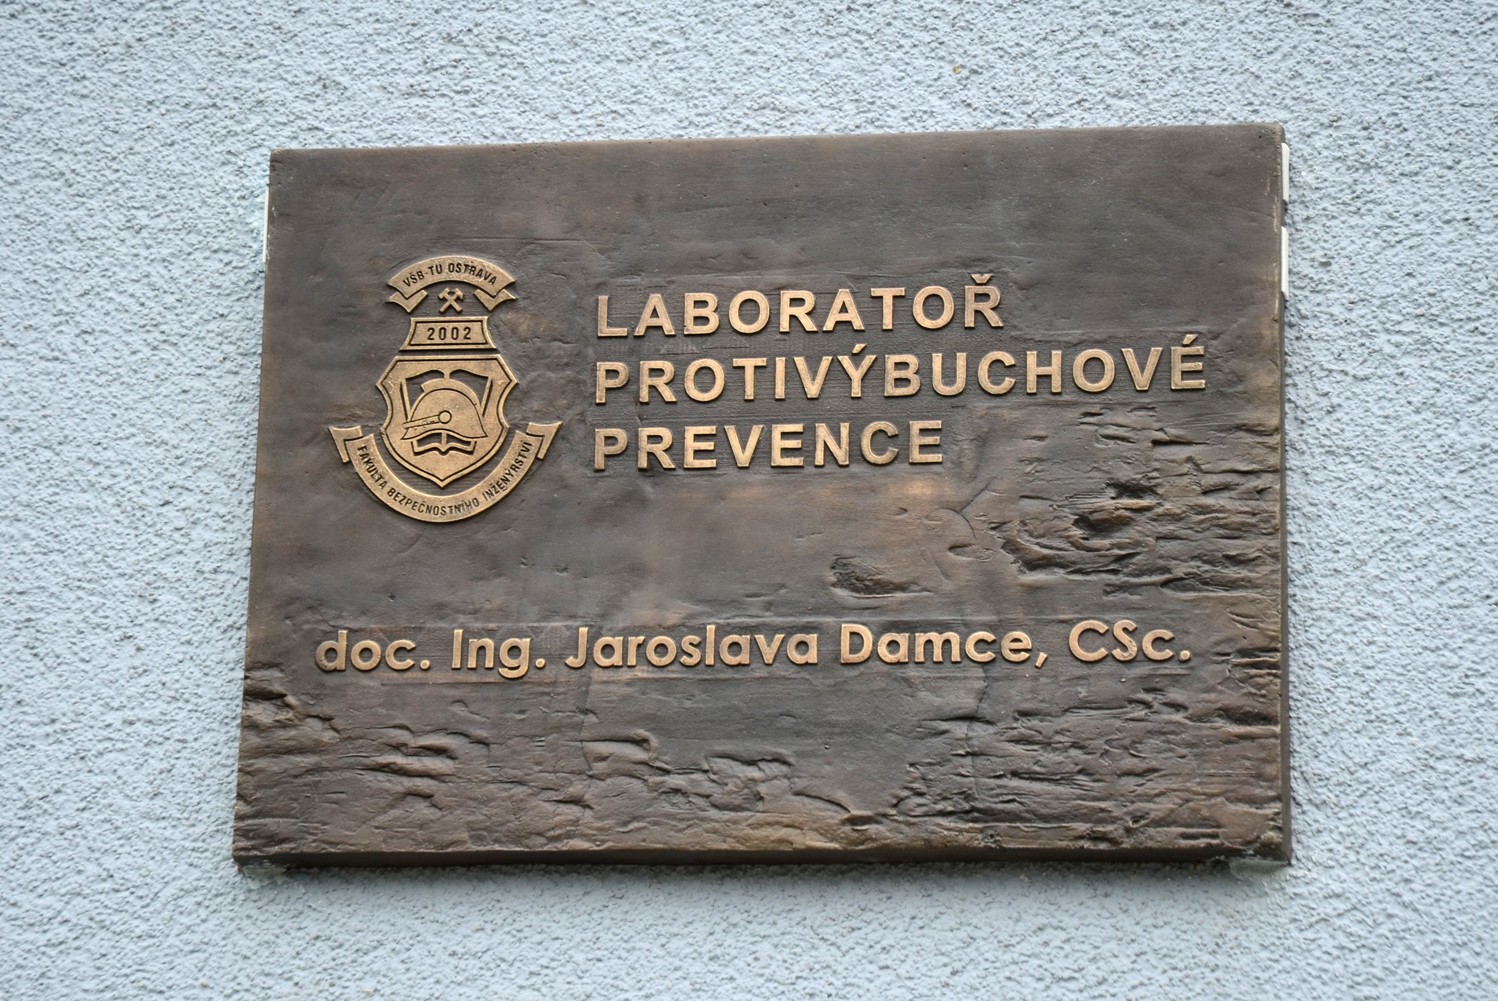 VŠB-TU OSTRAVA
2002
FAKULTA BEZPEČNOSTNÍHO INŽENÝRSTVÍ
LABORATOŘ
PROTIVÝBUCHOVÉ
PREVENCE
doc. Ing. Jaroslava Damce, CSc.